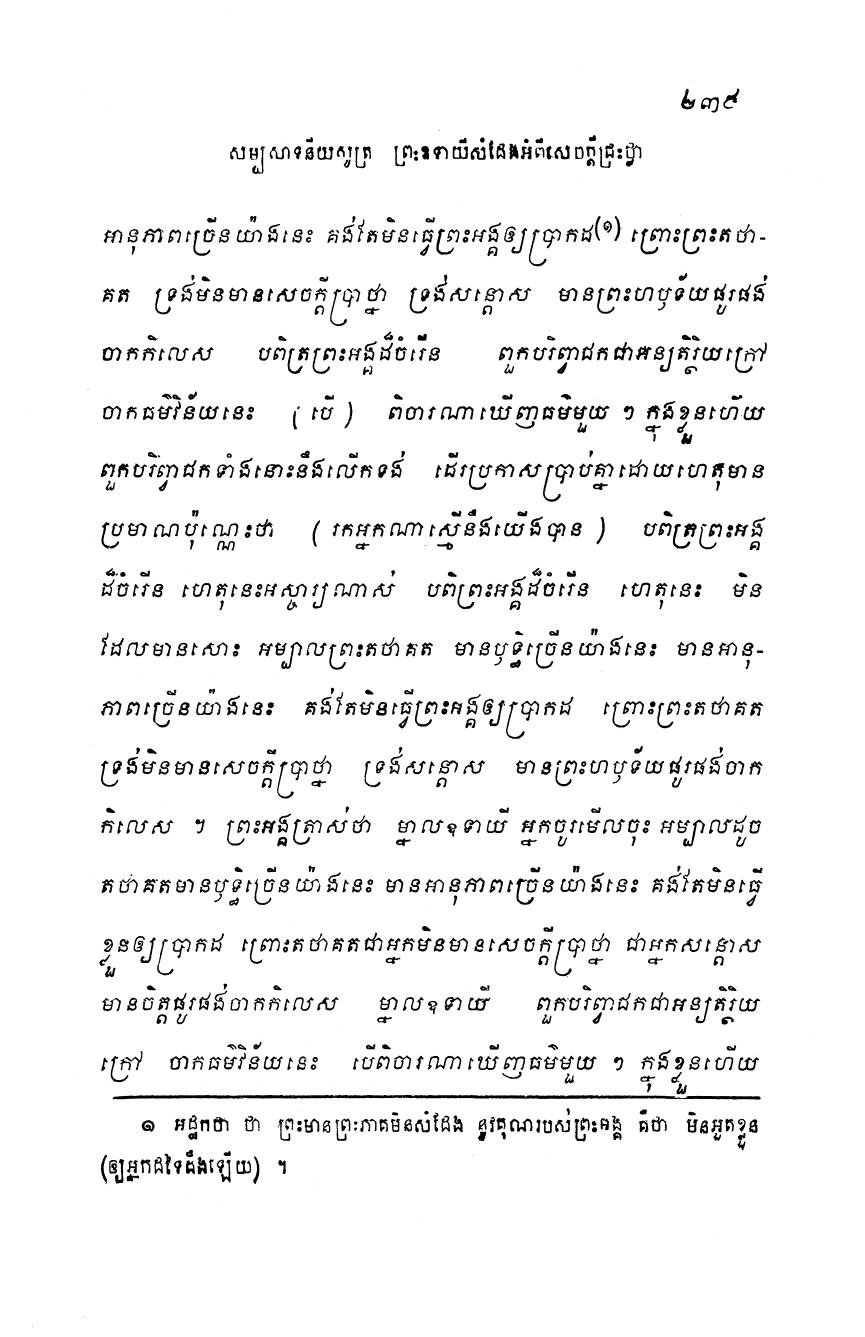 ២៣៩
សម្បសាទនីយសូត្រ ព្រះឧទាយីសំដែងអំពីសេចក្តីជ្រះថ្លា
អានុភាពច្រើនយ៉ាងនេះ គង់តែមិនធ្វើព្រះអង្គឲ្យប្រាកដ(១) ព្រោះព្រះតថា-
គត ទ្រង់មិនមានសេចក្តីប្រាថ្នា ទ្រង់សន្តោស មានព្រះហឫទ័យផូរផង់
ចាកកិលេស បពិត្រព្រះអង្គដ៏ចំរើន ពួកបរិព្វាជកជាអន្យតិរ្ថិយក្រៅ
ចាកធម៌វិន័យនេះ (បើ) ពិចារណាឃើញធម៌មួយ ៗ ក្នុងខ្លួនហើយ
ពួកបរិព្វាជកទាំងនោះនឹងលើកទង់ ដើរប្រកាសប្រាប់គ្នាដោយហេតុមាន
ប្រមាណប៉ុណ្ណេះថា (រកអ្នកណាស្មើនឹងយើងបាន) បពិត្រព្រះអង្គ
ដ៏ចំរើន ហេតុនេះអស្ចារ្យណាស់ បពិព្រះអង្គដ៏ចំរើន ហេតុនេះ មិន
ដែលមានសោះ អម្បាលព្រះតថាគត មានឫទ្ធិច្រើនយ៉ាងនេះ មានអានុ-
ភាពច្រើនយ៉ាងនេះ គង់តែមិនធ្វើព្រះអង្គឲ្យប្រាកដ ព្រោះព្រះតថាគត
ទ្រង់មិនមានសេចក្តីប្រាថ្នា ទ្រង់សន្តោស មានព្រះហឫទ័យផូរផង់ចាក
កិលេស ។ ព្រះអង្គត្រាស់ថា ម្នាលឧទាយី អ្នកចូរមើលចុះ អម្បាលដូច
តថាគតមានឫទ្ធិច្រើនយ៉ាងនេះ មានអានុភាពច្រើនយ៉ាងនេះ គង់តែមិនធ្វើ
ខ្លួនឲ្យប្រាកដ ព្រោះតថាគតជាអ្នកមិនមានសេចក្តីប្រាថ្នា ជាអ្នកសន្តោស
មានចិត្តផូរផង់ចាកកិលេស ម្នាលឧទាយី ពួកបរិព្វាជកជាអន្យតិរ្ថិយ
ក្រៅ ចាកធម៌វិន័យនេះ បើពិចារណាឃើញធម៌មួយ ៗ ក្នុងខ្លួនហើយ
១ អដ្ឋកថា ថា ព្រះមានព្រះភាគមិនសំដែង នូវគុណរបស់ព្រះអង្គ គឺថា មិនអួតខ្លួន
(ឲ្យអ្នកដទៃដឹងឡើយ) ។